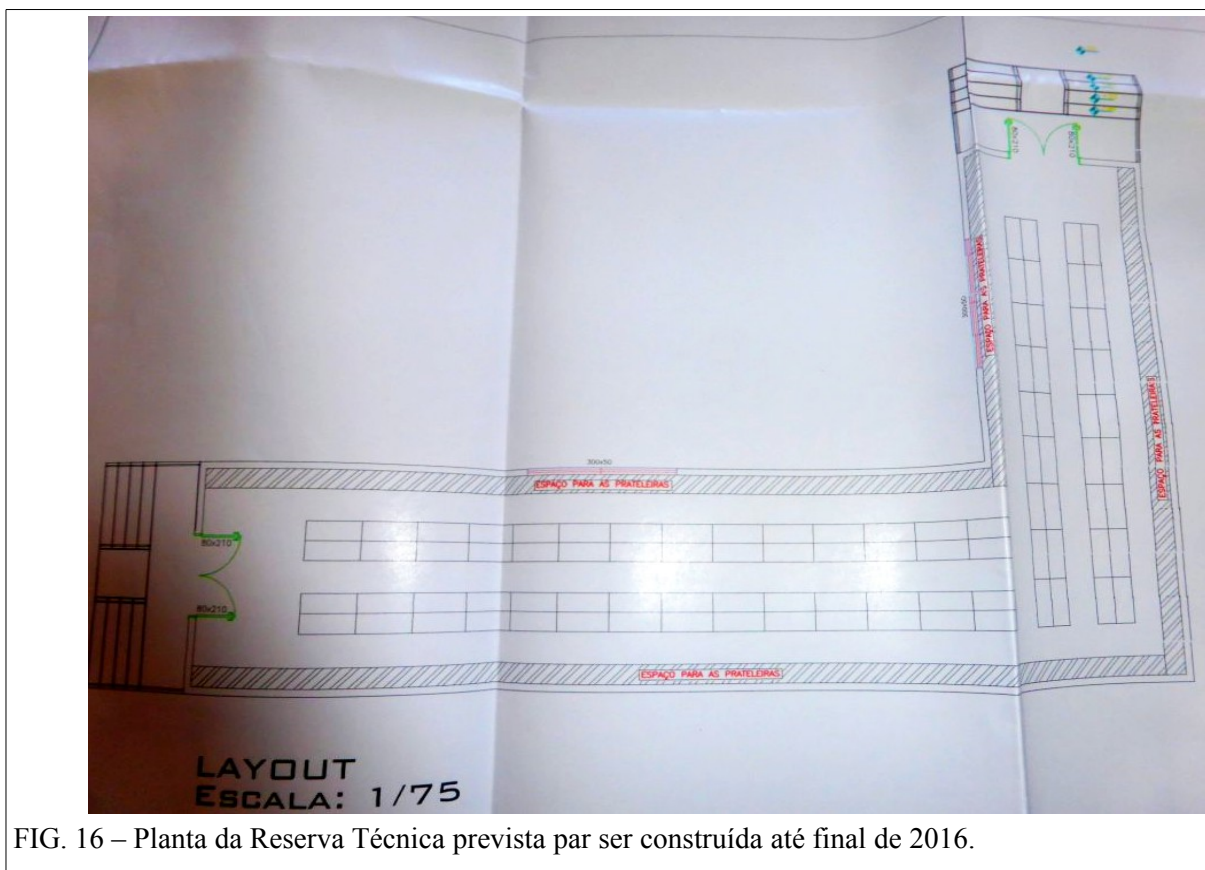 80x210
80x210
ESPAÇO PARA AS PRATELEIRAS
300x50
ESPAÇO PARA AS PRATELEIRAS
300x50
ESPAÇO PARA AS PRATELEIRAS
80x210
80x210
ESPAÇO PARA AS PRATELEIRAS
LAYOUT
ESCALA: 1/75
FIG. 16 – Planta da Reserva Técnica prevista par ser construída até final de 2016.